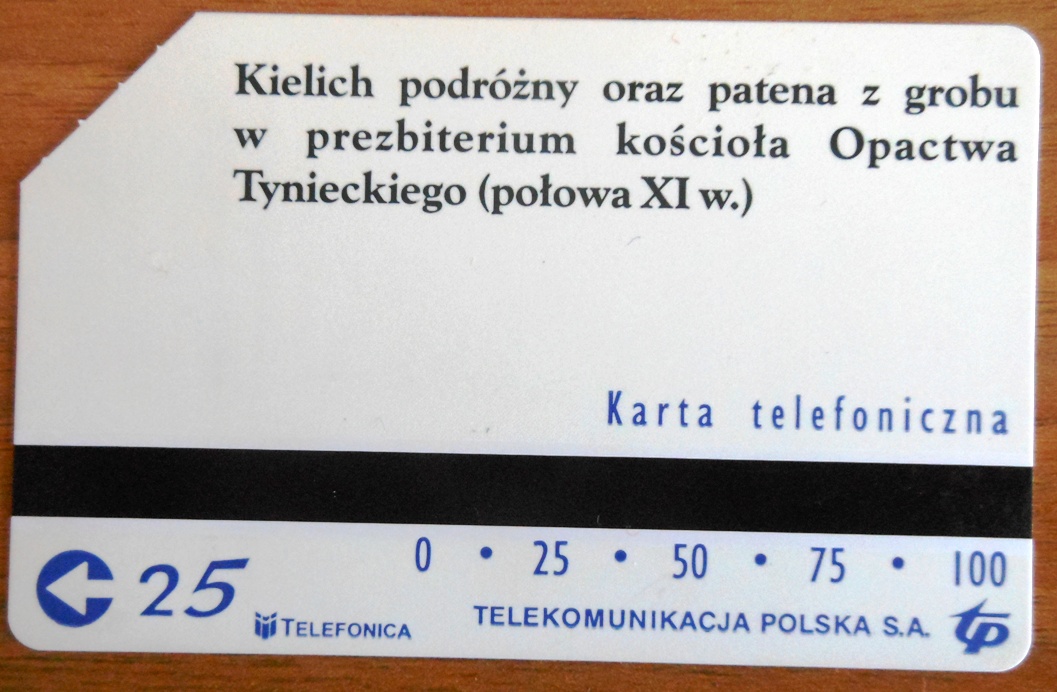 Kielich podróżny oraz patena z grobu
w prezbiterium kościoła Opactwa
Tynieckiego (połowa XI w.)
Karta telefoniczna
0 • 25 • 50 • 75 • 100
25
TELEFONICA
TELEKOMUNIKACJA POLSKA S.A. tp